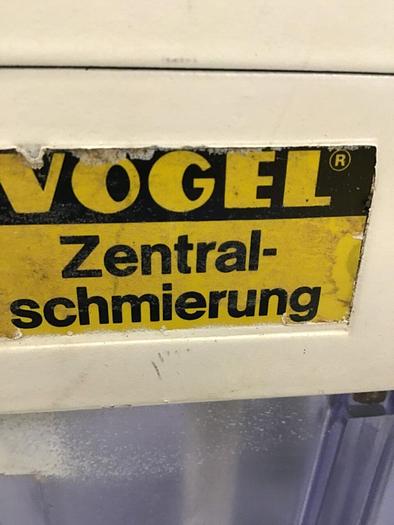 VOGEL®
Zentral-
schmierung